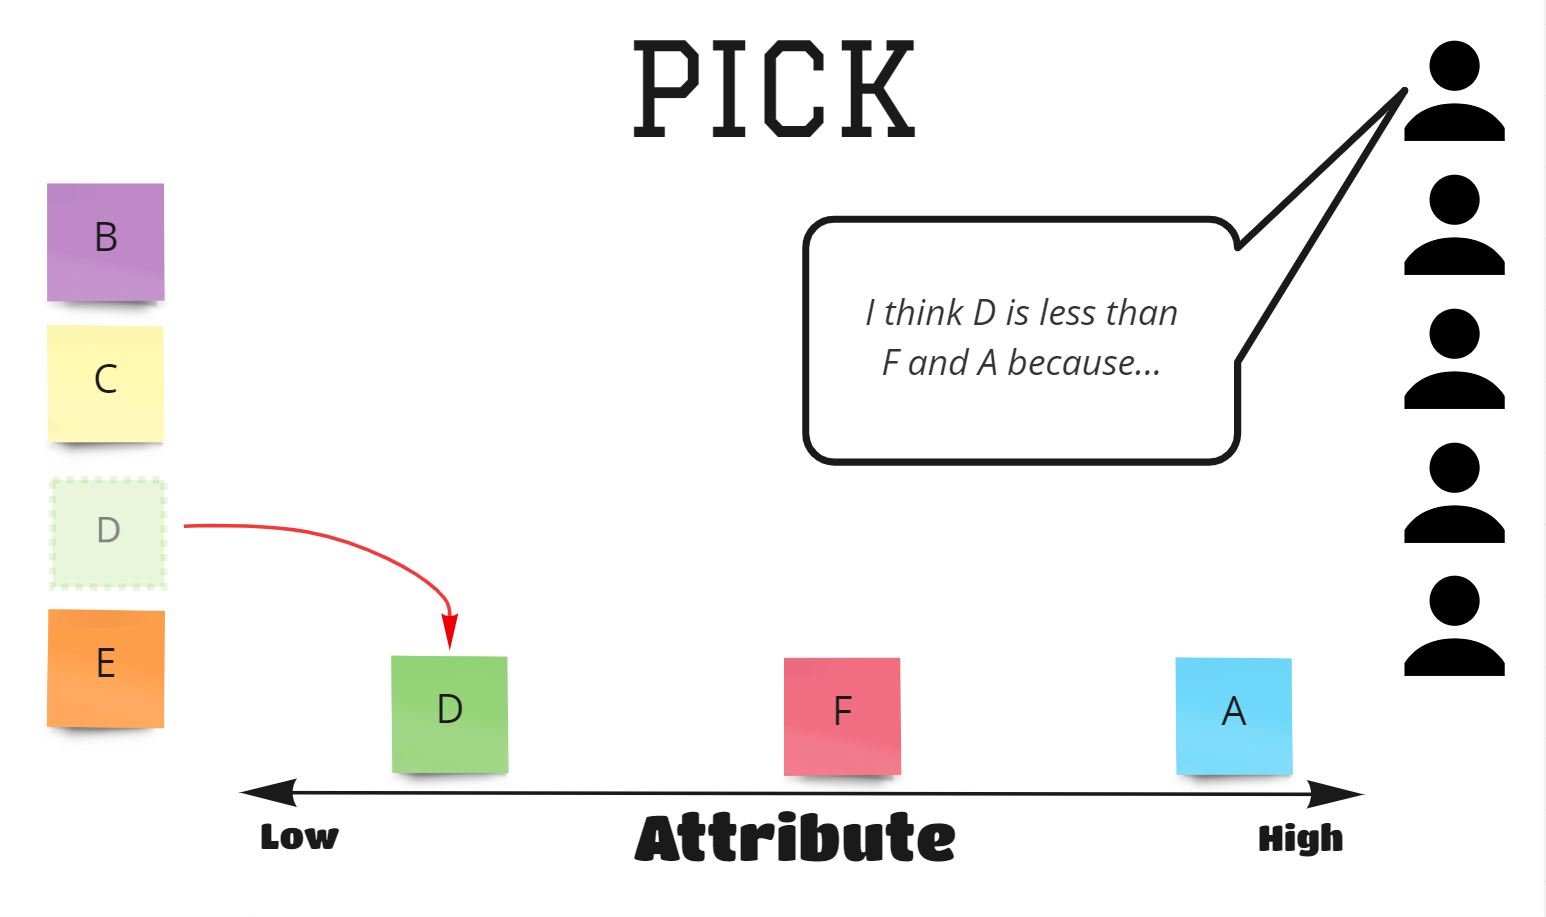 PICK
B
C
D
E
I think D is less than
F and A because...
D
F
A
Low
Attribute
High